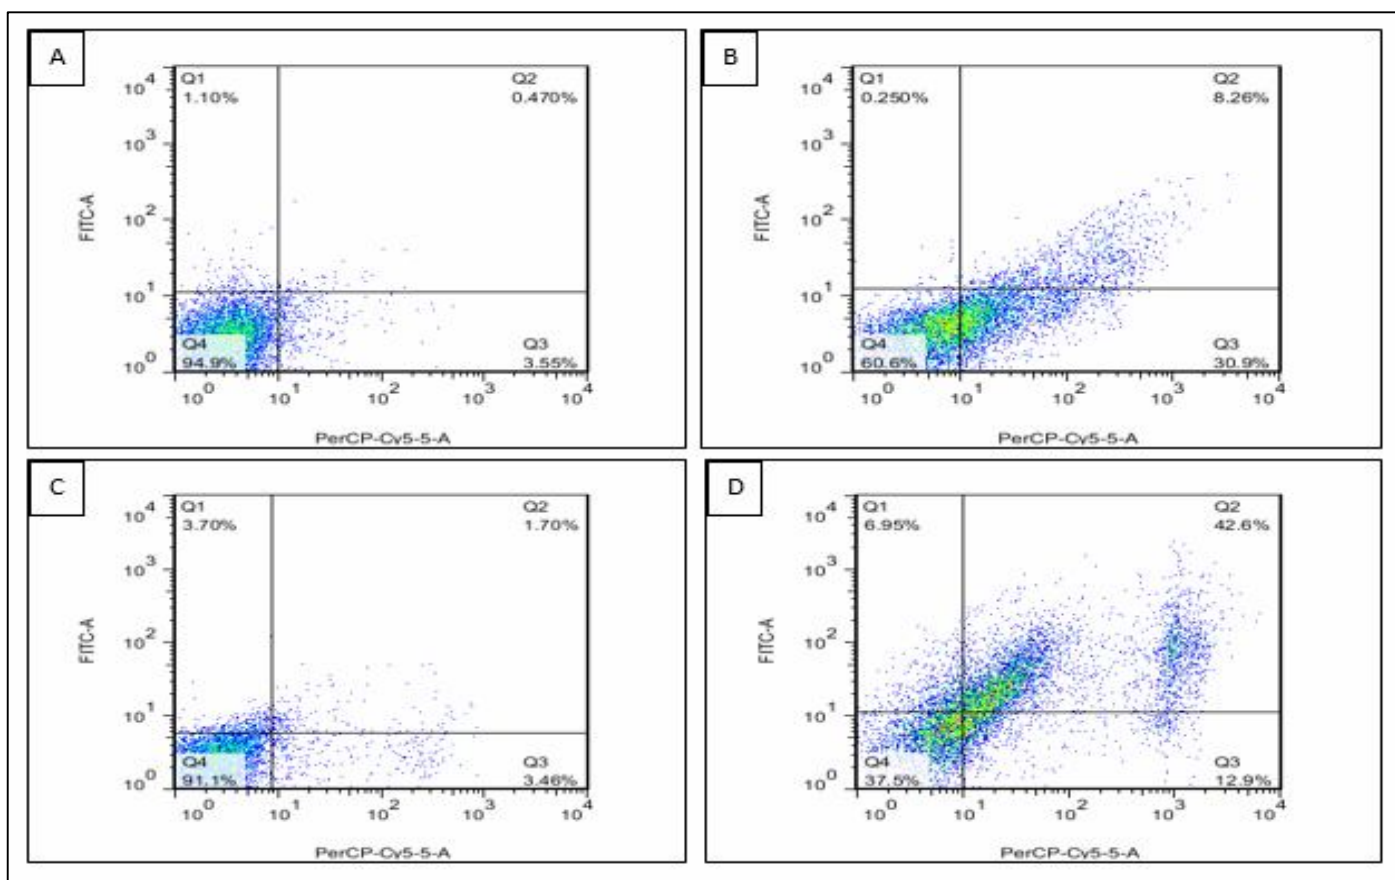 A
Q1
1.10%
Q2
0.470%
10^4
10^3
10^2
10^1
10^0
FITC-A
Q4
94.9%
Q3
3.55%
10^0 10^1 10^2 10^3 10^4
PerCP-Cy5-5-A
B
Q1
0.250%
Q2
8.26%
10^4
10^3
10^2
10^1
10^0
FITC-A
Q4
60.6%
Q3
30.9%
10^0 10^1 10^2 10^3 10^4
PerCP-Cy5-5-A
C
Q1
3.70%
Q2
1.70%
10^4
10^3
10^2
10^1
10^0
FITC-A
Q4
91.1%
Q3
3.46%
10^0 10^1 10^2 10^3 10^4
PerCP-Cy5-5-A
D
Q1
6.95%
Q2
42.6%
10^4
10^3
10^2
10^1
10^0
FITC-A
Q4
37.5%
Q3
12.9%
10^0 10^1 10^2 10^3 10^4
PerCP-Cy5-5-A